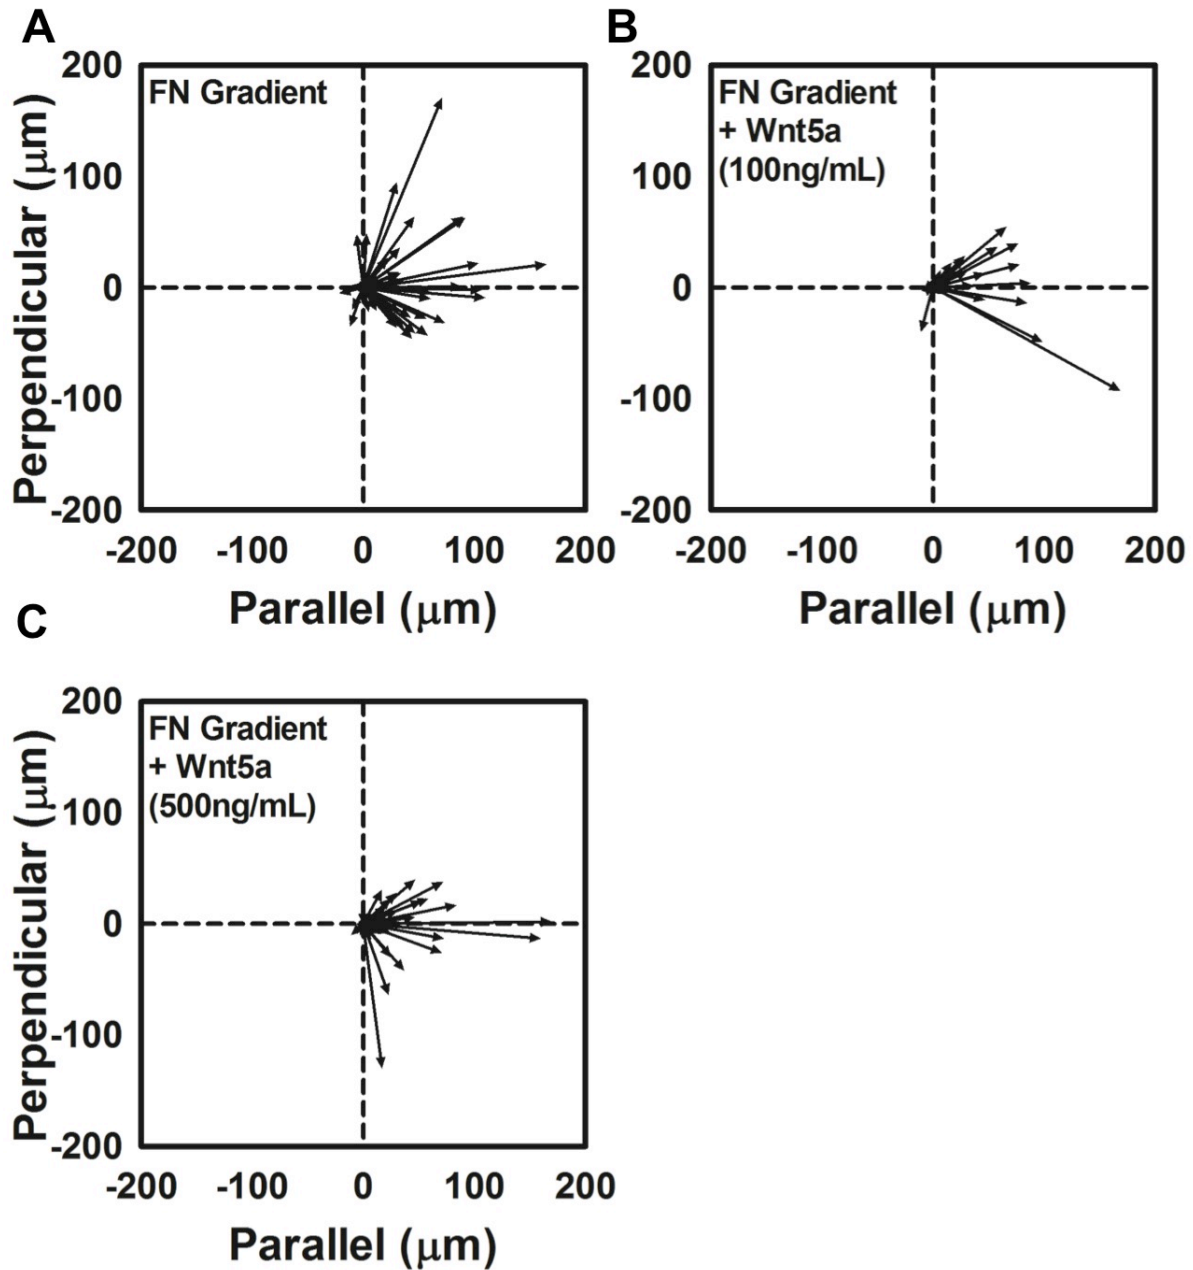 A
200
100
0
-100
-200
Perpendicular (μm)
FN Gradient
-200 -100 0 100 200
Parallel (μm)
B
200
100
0
-100
-200
FN Gradient
+ Wnt5a
(100ng/mL)
-200 -100 0 100 200
Parallel (μm)
C
200
100
0
-100
-200
Perpendicular (μm)
FN Gradient
+ Wnt5a
(500ng/mL)
-200 -100 0 100 200
Parallel (μm)